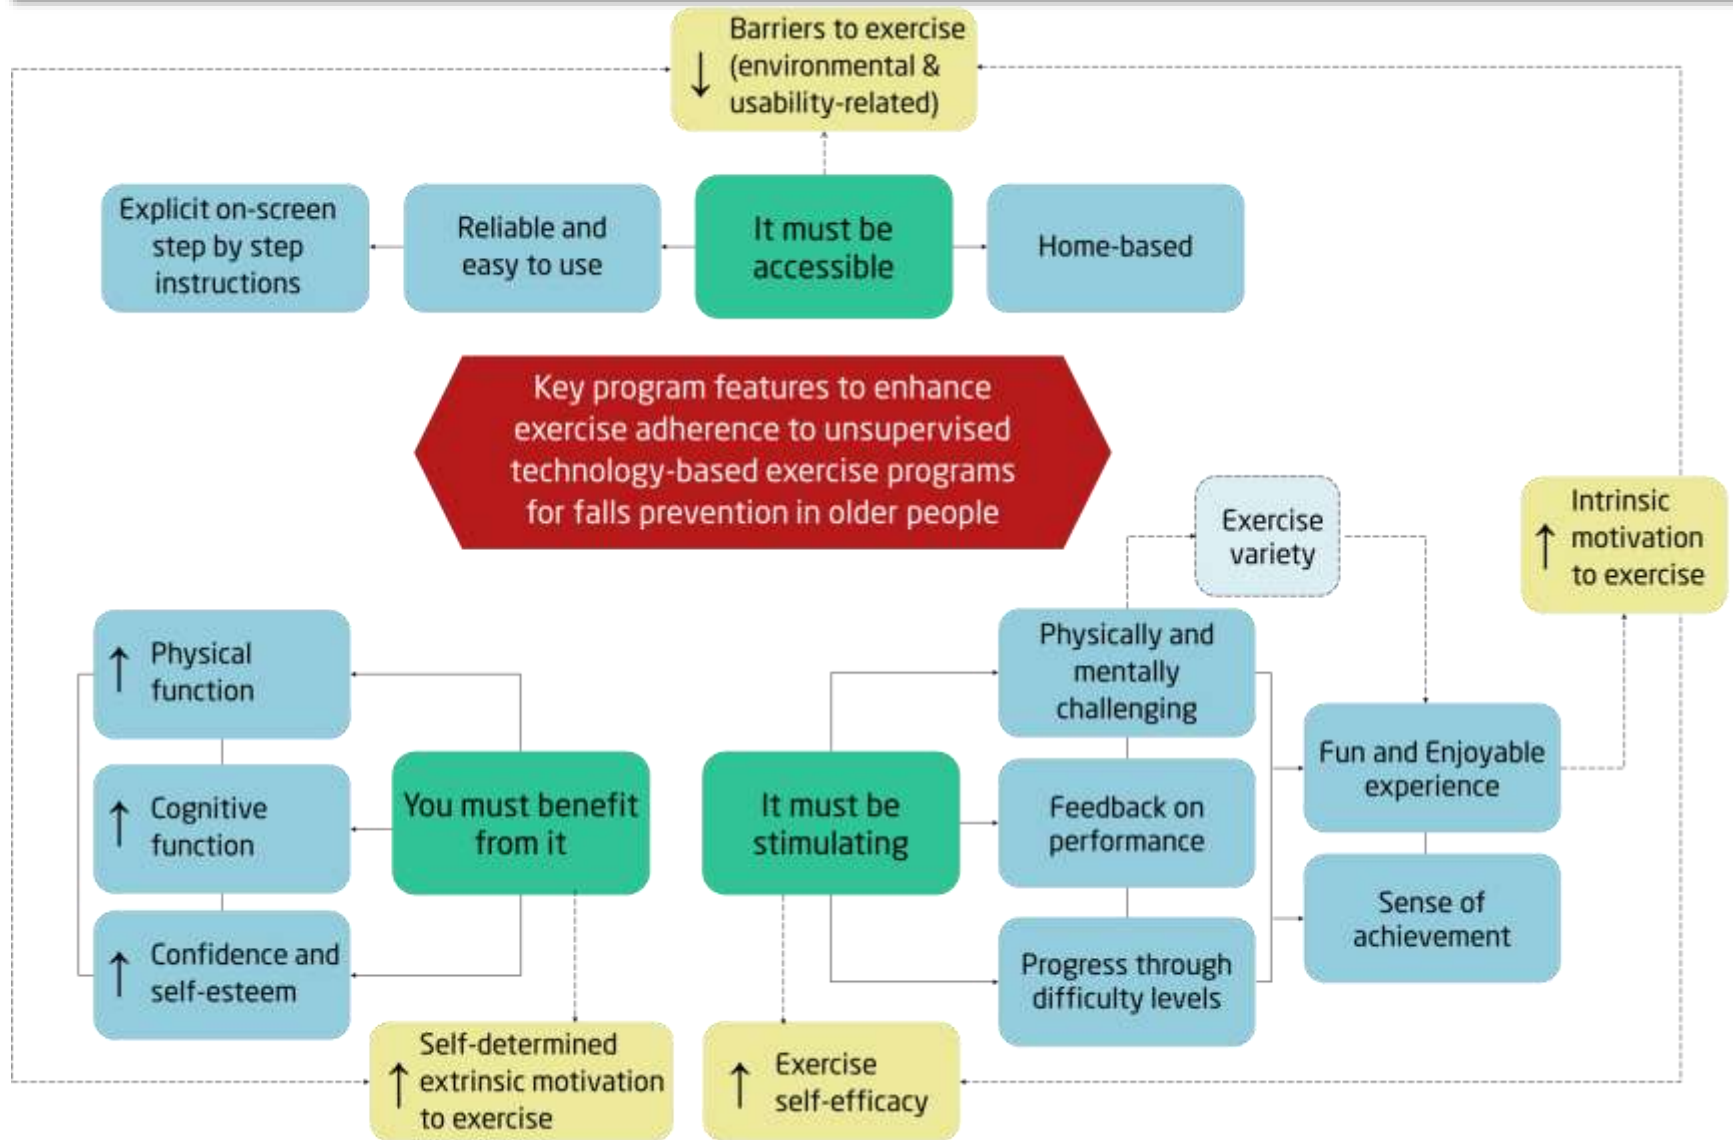 Barriers to exercise
↓ (environmental &
usability-related)
Explicit on-screen
step by step
instructions
Reliable and
easy to use
It must be
accessible
Home-based
Key program features to enhance
exercise adherence to unsupervised
technology-based exercise programs
for falls prevention in older people
Exercise
variety
Intrinsic
↑ motivation
to exercise
↑ Physical
function
↑ Cognitive
function
↑ Confidence and
self-esteem
You must benefit
from it
It must be
stimulating
Physically and
mentally
challenging
Feedback on
performance
Progress through
difficulty levels
Fun and Enjoyable
experience
Sense of
achievement
Self-determined
↑ extrinsic motivation
to exercise
↑ Exercise
self-efficacy